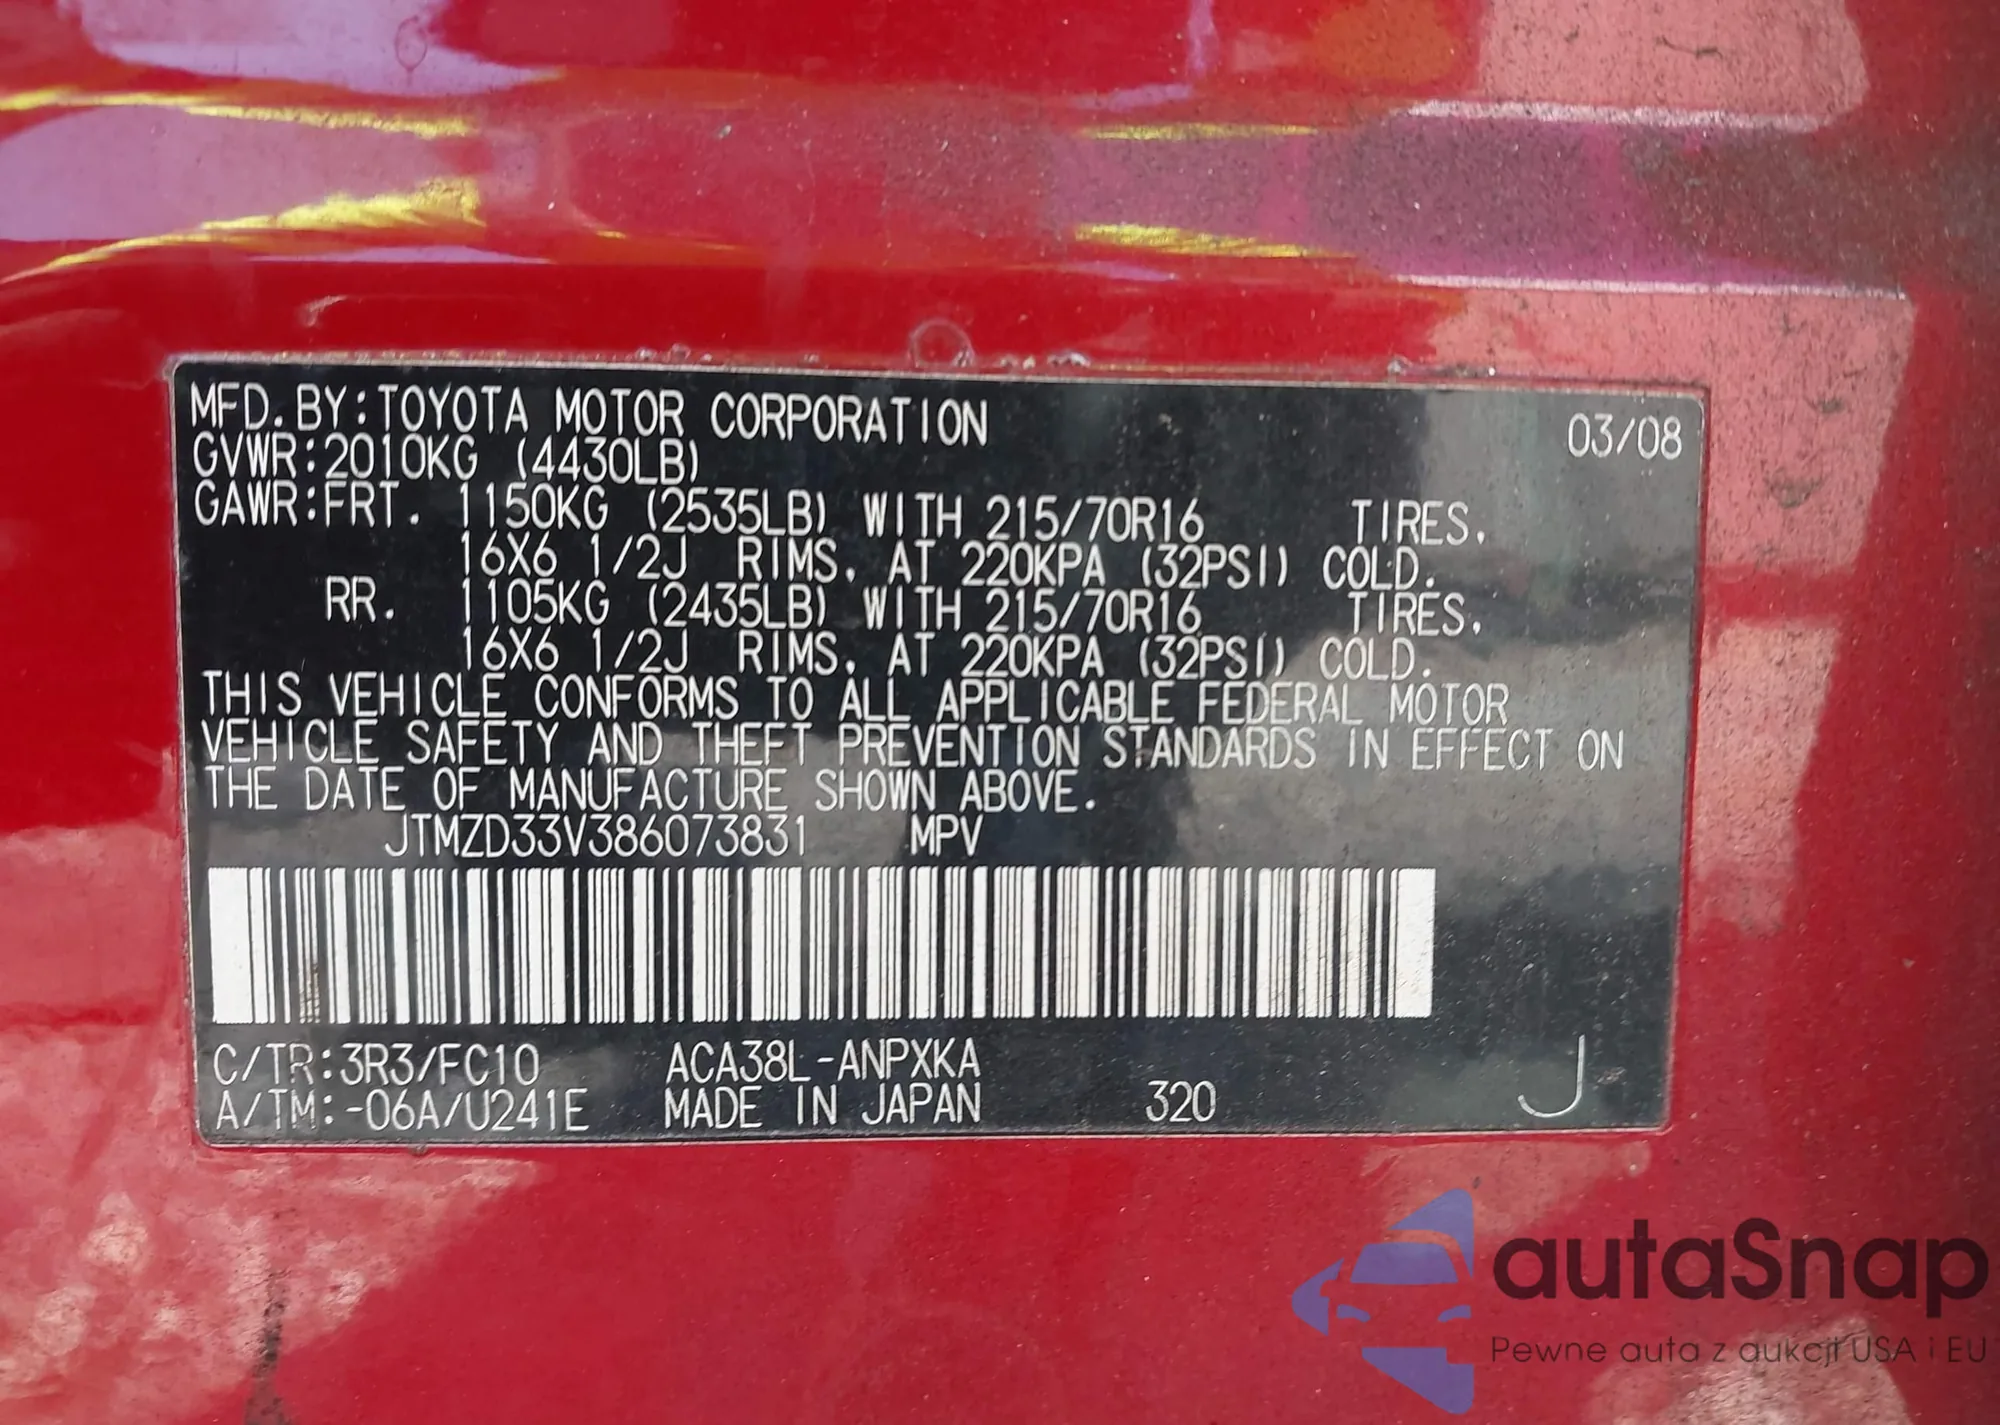 MFD. BY: TOYOTA MOTOR CORPORATION 03/08
GVWR: 2010KG (4430LB)
GAWR: FRT. 1150KG (2535LB) WITH 215/70R16 TIRES,
16X6 1/2J RIMS, AT 220KPA (32PSI) COLD.
RR. 1105KG (2435LB) WITH 215/70R16 TIRES,
16X6 1/2J RIMS, AT 220KPA (32PSI) COLD.
THIS VEHICLE CONFORMS TO ALL APPLICABLE FEDERAL MOTOR
VEHICLE SAFETY AND THEFT PREVENTION STANDARDS IN EFFECT ON
THE DATE OF MANUFACTURE SHOWN ABOVE.
JTMZD33V386073831 MPV
C/TR: 3R3/FC10 ACA38L-ANPXKA
A/TM: -06A/U241E MADE IN JAPAN 320 J
autaSnap
Pewne auta z aukcji USA i EU